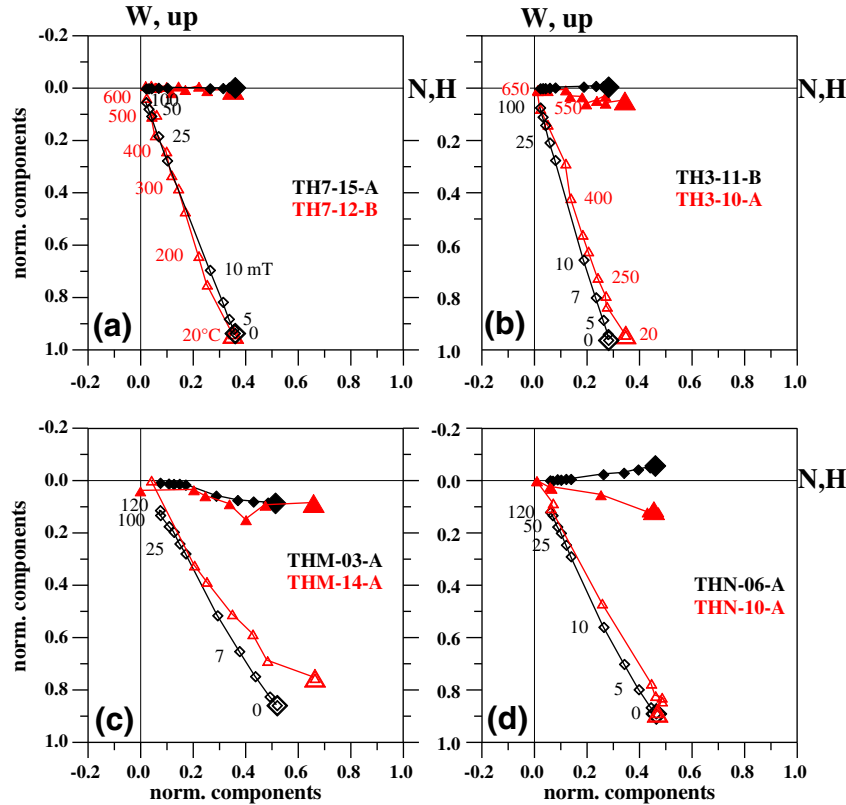 W, up W, up
-0.2 -0.2
0.0 N,H 0.0 N,H
600 100 650
50 100 550
500 0.2 0.2
25 25
400
300 TH7-15-A TH3-11-B
0.4 TH7-12-B 400 0.4 TH3-10-A
norm. components
0.6 200 0.6
10 mT 10 250
0.8 7 0.8
(a) 5 (b) 5
20°C 0 0 20
1.0 1.0
-0.2 0.0 0.2 0.4 0.6 0.8 1.0 -0.2 0.0 0.2 0.4 0.6 0.8 1.0
-0.2 -0.2
0.0 0.0 N,H
120 120
100 50
0.2 0.2
25 25
THM-03-A THN-06-A
0.4 THM-14-A 0.4 THN-10-A
norm. components
0.6 10 0.6
7
0.8 5 0.8
(c) 0 (d) 0
1.0 1.0
-0.2 0.0 0.2 0.4 0.6 0.8 1.0 -0.2 0.0 0.2 0.4 0.6 0.8 1.0
norm. components norm. components